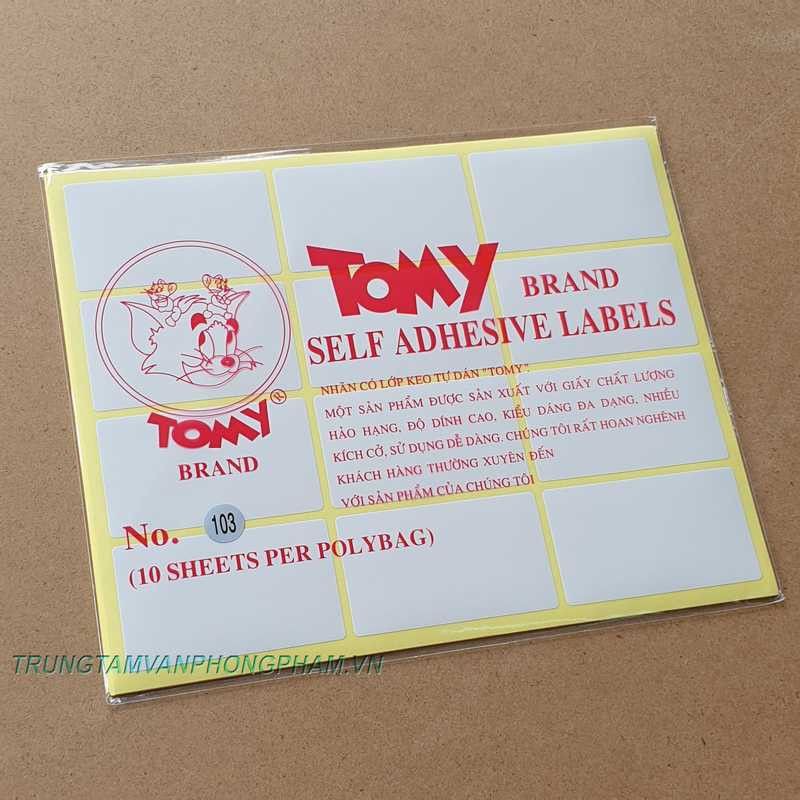 TOMY BRAND
SELF ADHESIVE LABELS
NHÃN CÓ LỚP KEO TỰ DÁN "TOMY".
MỘT SẢN PHẨM ĐƯỢC SẢN XUẤT VỚI GIẤY CHẤT LƯỢNG
HẢO HẠNG, ĐỘ DÍNH CAO, KIỂU DÁNG ĐA DẠNG, NHIỀU
KÍCH CỠ, SỬ DỤNG DỄ DÀNG. CHÚNG TÔI RẤT HOAN NGHÊNH
KHÁCH HÀNG THƯỜNG XUYÊN ĐẾN
VỚI SẢN PHẨM CỦA CHÚNG TÔI
TOMY®
BRAND
No. 103
(10 SHEETS PER POLYBAG)
TRUNGTAMVANPHONGPHAM.VN